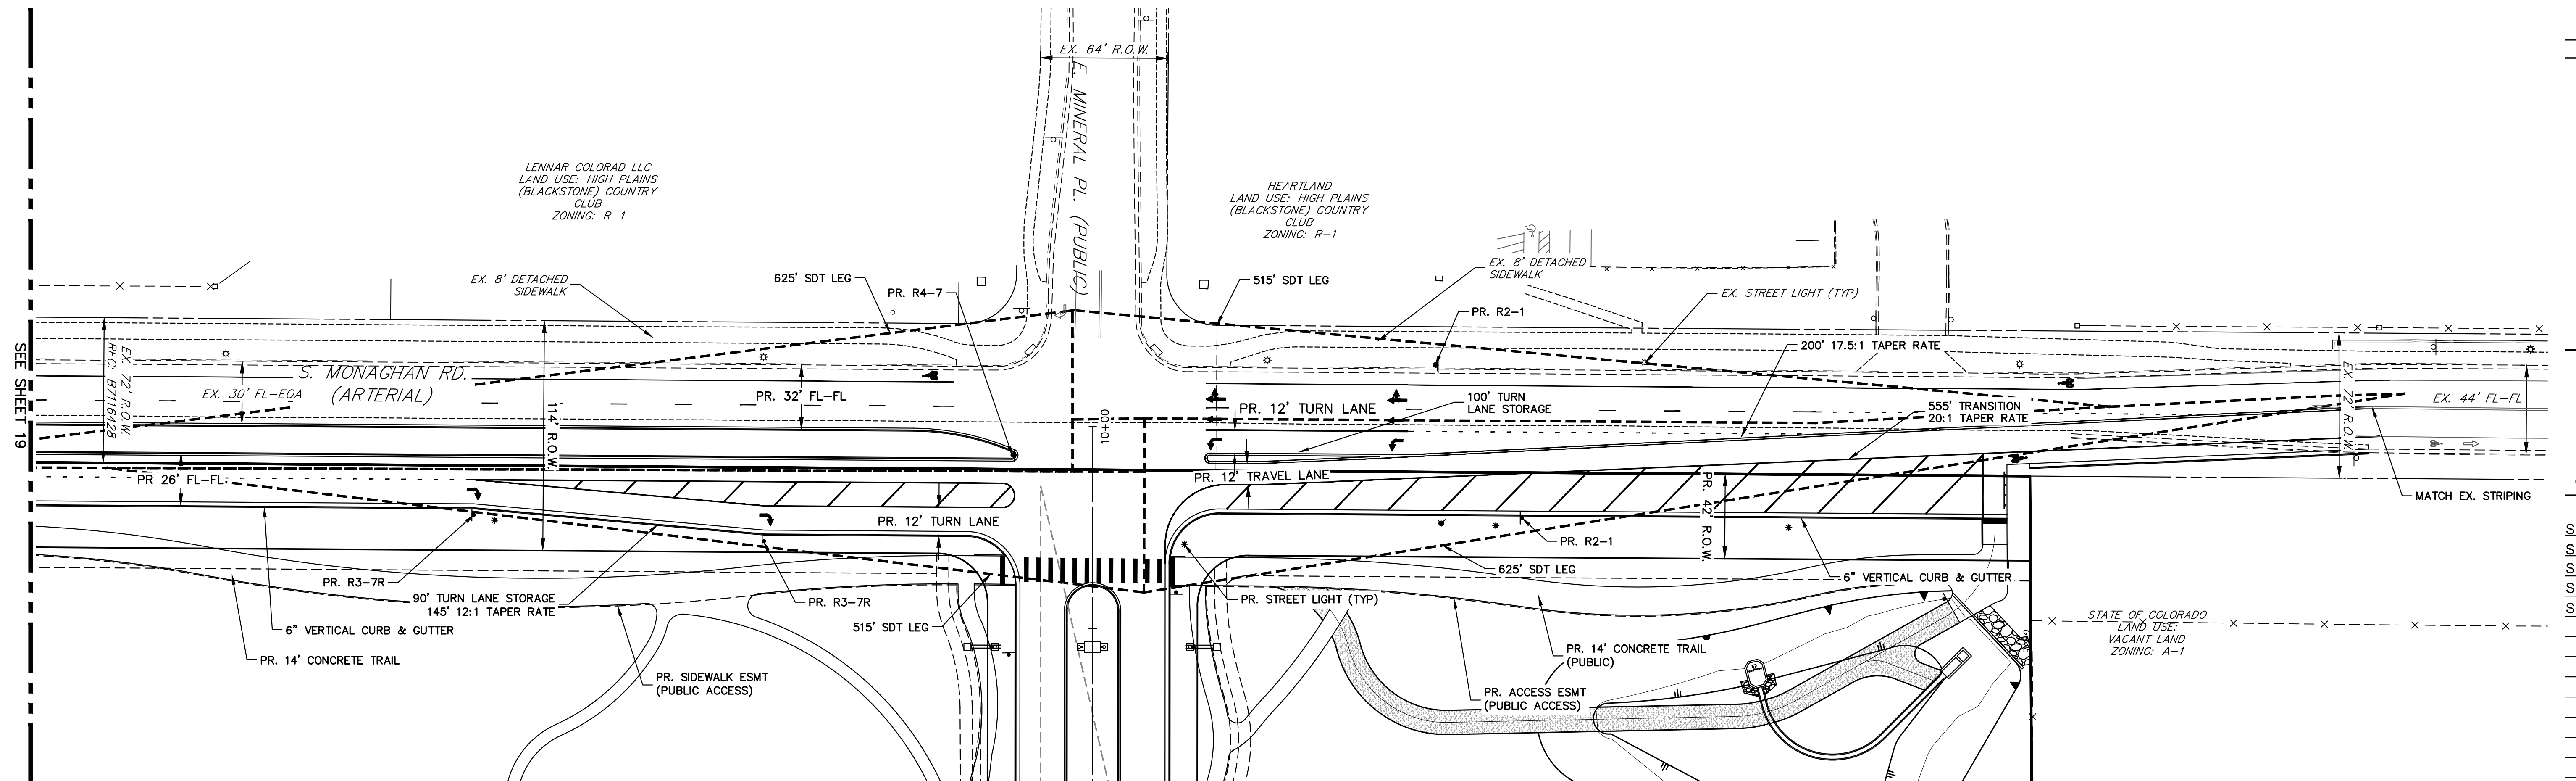 EX. 64' R.O.W.
E. MINERAL PL. (PUBLIC)
LENNAR COLORAD LLC
LAND USE: HIGH PLAINS
(BLACKSTONE) COUNTRY
CLUB
ZONING: R-1
HEARTLAND
LAND USE: HIGH PLAINS
(BLACKSTONE) COUNTRY
CLUB
ZONING: R-1
EX. 8' DETACHED
SIDEWALK
625' SDT LEG
PR. R4-7
515' SDT LEG
EX. 8' DETACHED
SIDEWALK
EX. STREET LIGHT (TYP)
PR. R2-1
200' 17.5:1 TAPER RATE
SEE SHEET 19
EX. 72' R.O.W.
REC. B7116428
EX. 30' FL-EOA
S. MONAGHAN RD.
(ARTERIAL)
114' R.O.W.
PR. 32' FL-FL
10+00
PR. 12' TURN LANE
100' TURN
LANE STORAGE
555' TRANSITION
20:1 TAPER RATE
EX. 72' R.O.W.
EX. 44' FL-FL
PR 26' FL-FL
PR. 12' TRAVEL LANE
PR. 42' R.O.W.
MATCH EX. STRIPING
PR. 12' TURN LANE
PR. R2-1
PR. R3-7R
90' TURN LANE STORAGE
145' 12:1 TAPER RATE
PR. R3-7R
515' SDT LEG
PR. STREET LIGHT (TYP)
625' SDT LEG
6" VERTICAL CURB & GUTTER
6" VERTICAL CURB & GUTTER
PR. 14' CONCRETE TRAIL
PR. SIDEWALK ESMT
(PUBLIC ACCESS)
PR. 14' CONCRETE TRAIL
(PUBLIC)
PR. ACCESS ESMT
(PUBLIC ACCESS)
STATE OF COLORADO
LAND USE:
VACANT LAND
ZONING: A-1
(
S
S
S
S
S